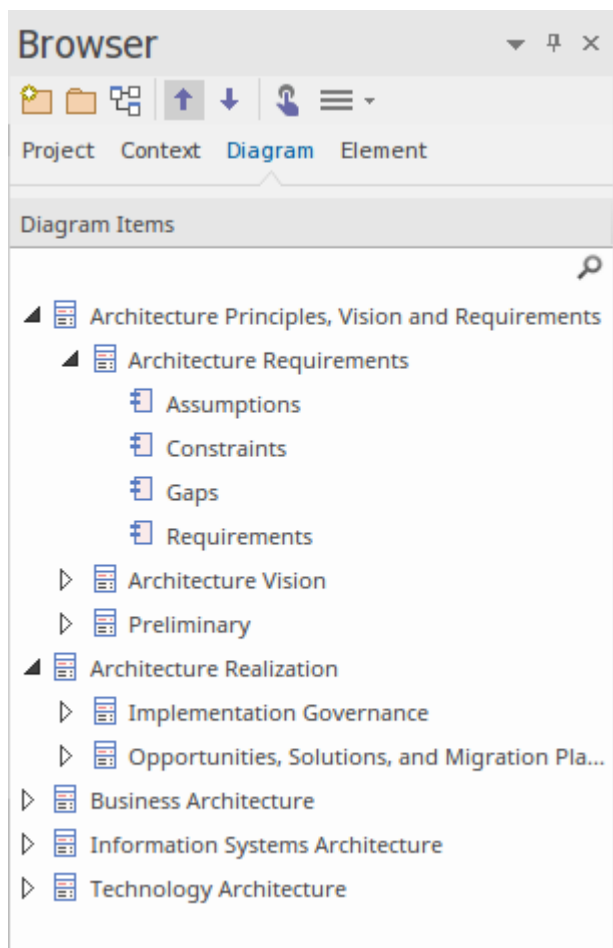 Browser
Project Context Diagram Element
Diagram Items
Architecture Principles, Vision and Requirements
Architecture Requirements
Assumptions
Constraints
Gaps
Requirements
Architecture Vision
Preliminary
Architecture Realization
Implementation Governance
Opportunities, Solutions, and Migration Pla...
Business Architecture
Information Systems Architecture
Technology Architecture